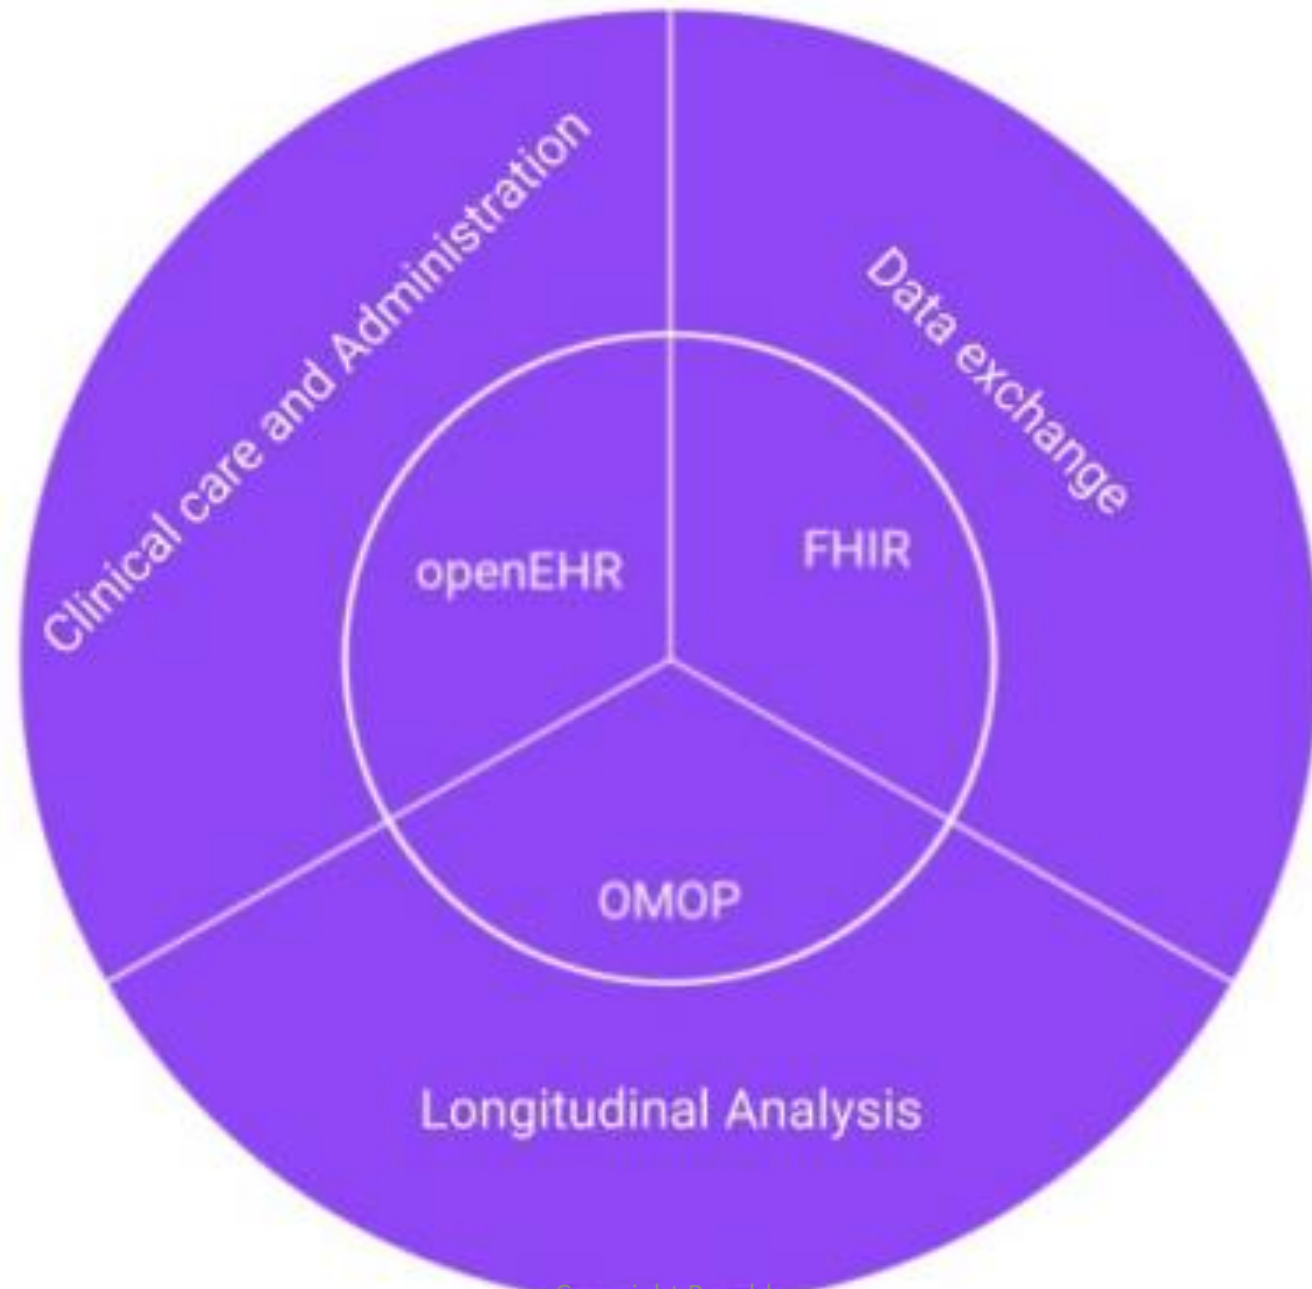 Clinical care and Administration
Data exchange
openEHR
FHIR
OMOP
Longitudinal Analysis